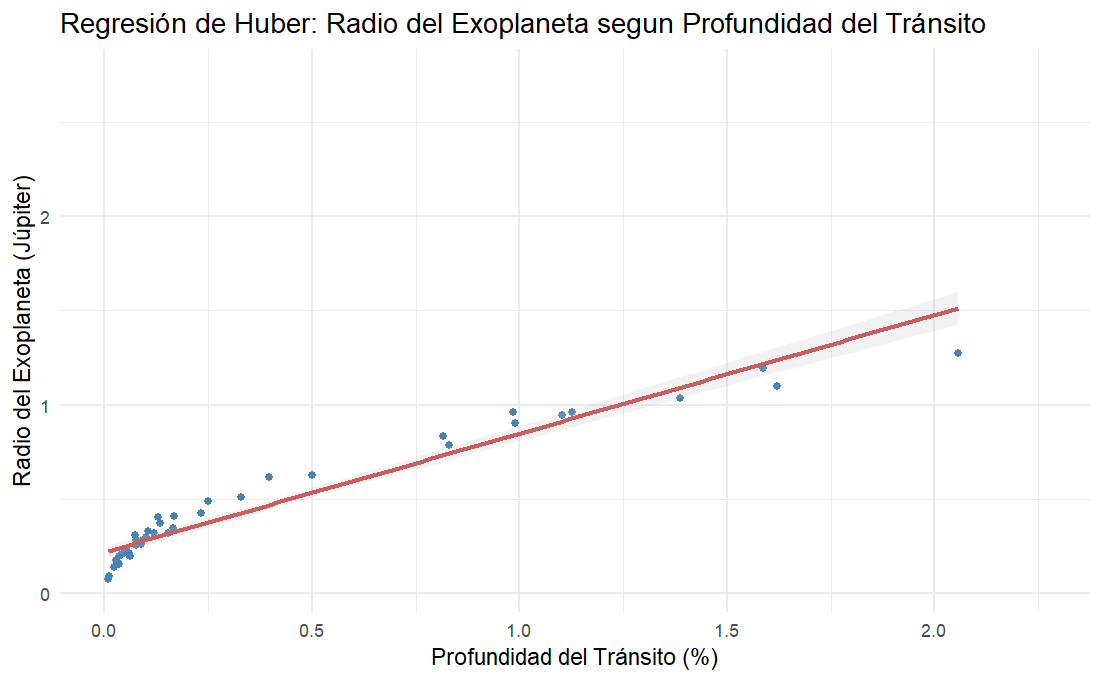 Regresión de Huber: Radio del Exoplaneta segun Profundidad del Tránsito
Radio del Exoplaneta (Júpiter)
2
1
0
0.0 0.5 1.0 1.5 2.0
Profundidad del Tránsito (%)